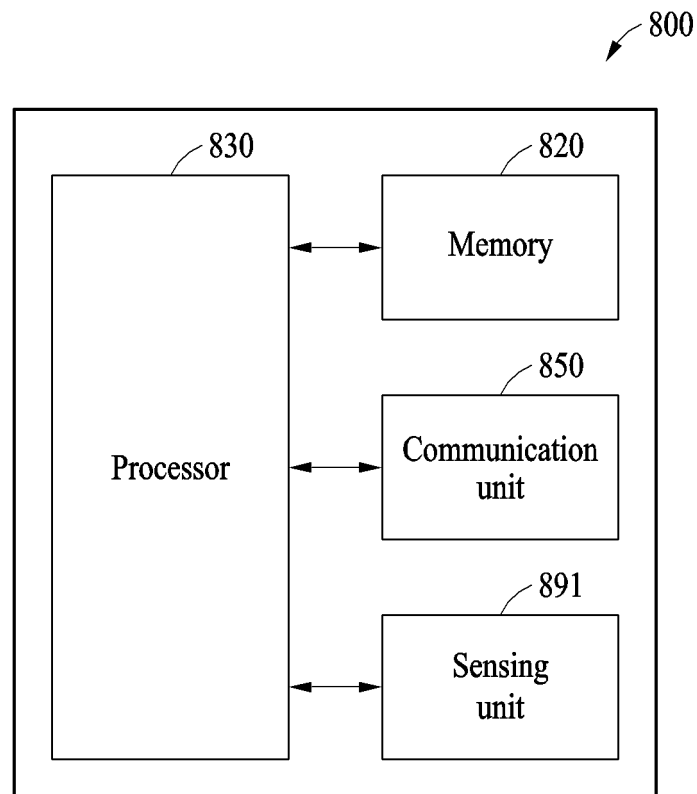 800
830
820
Memory
850
Processor
Communication
unit
891
Sensing
unit